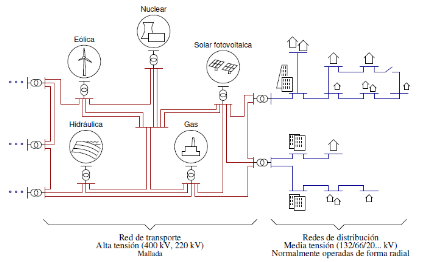 Nuclear
Eólica
Solar fotovoltaica
Hidráulica
Gas
Red de transporte
Alta tensión (400 kV, 220 kV)
Mallada
Redes de distribución
Media tensión (132/66/20... kV)
Normalmente operadas de forma radial